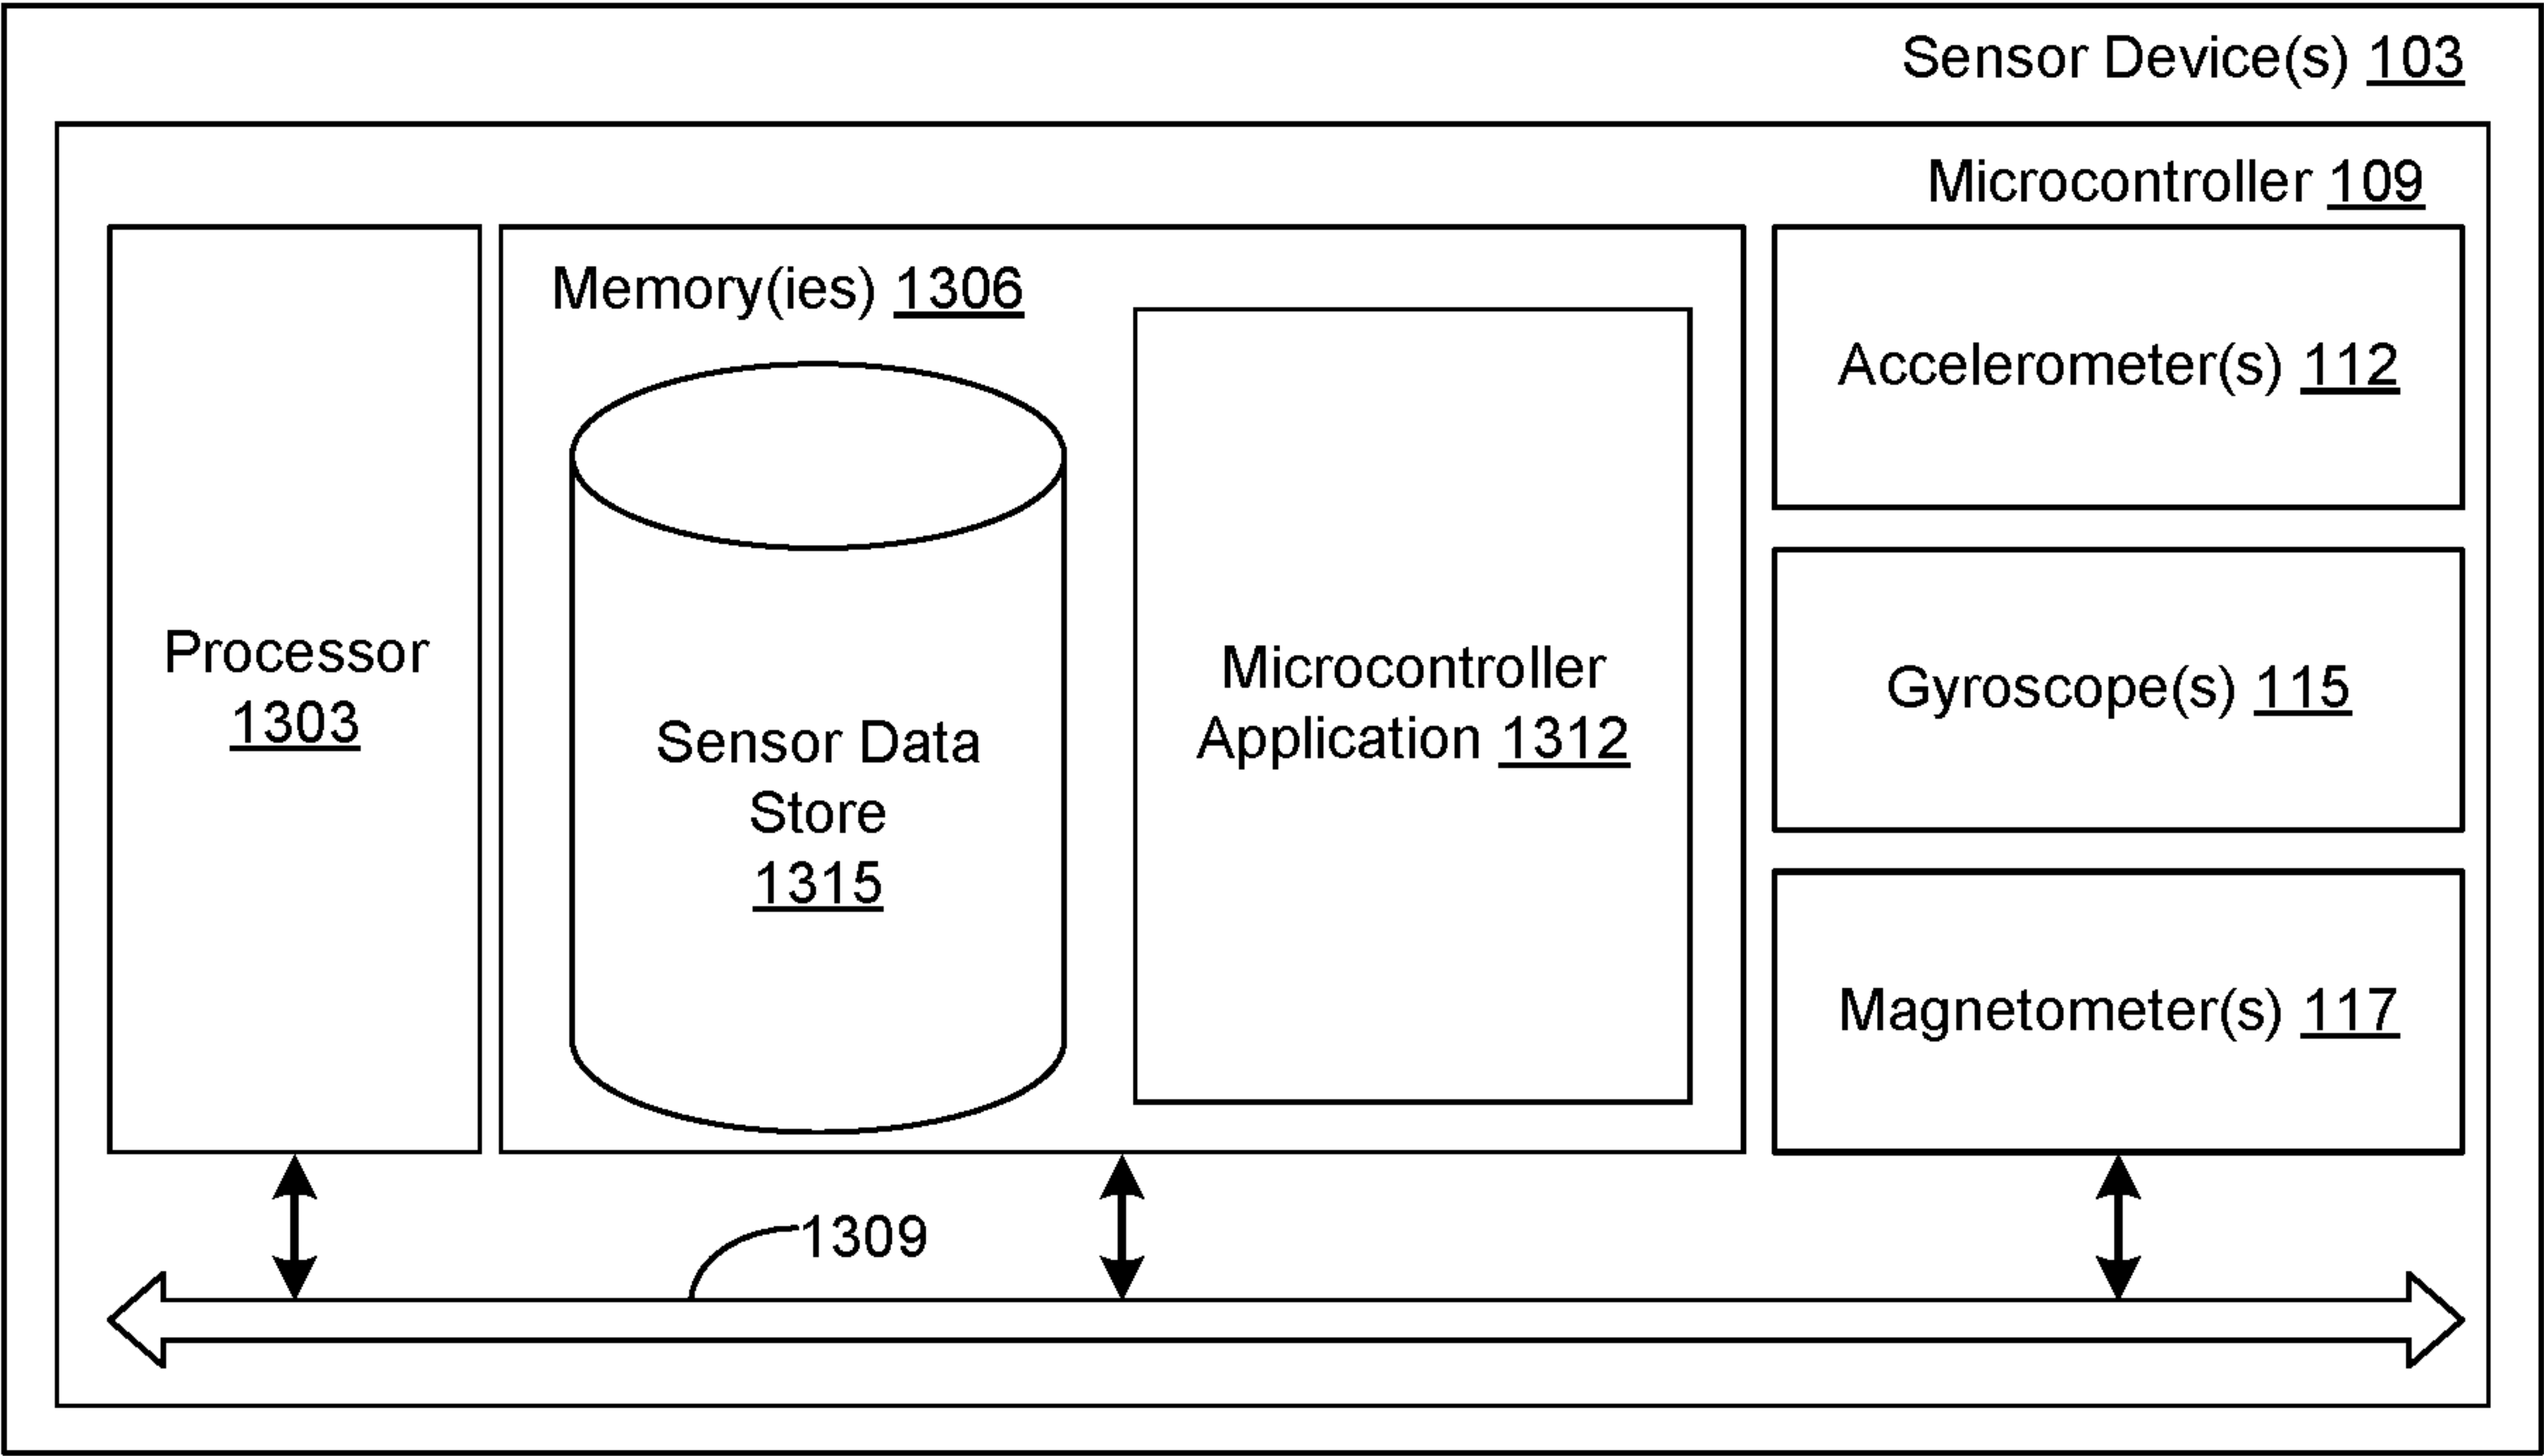 Sensor Device(s) 103
Microcontroller 109
Processor
1303
Memory(ies) 1306
Sensor Data
Store
1315
Microcontroller
Application 1312
Accelerometer(s) 112
Gyroscope(s) 115
Magnetometer(s) 117
1309